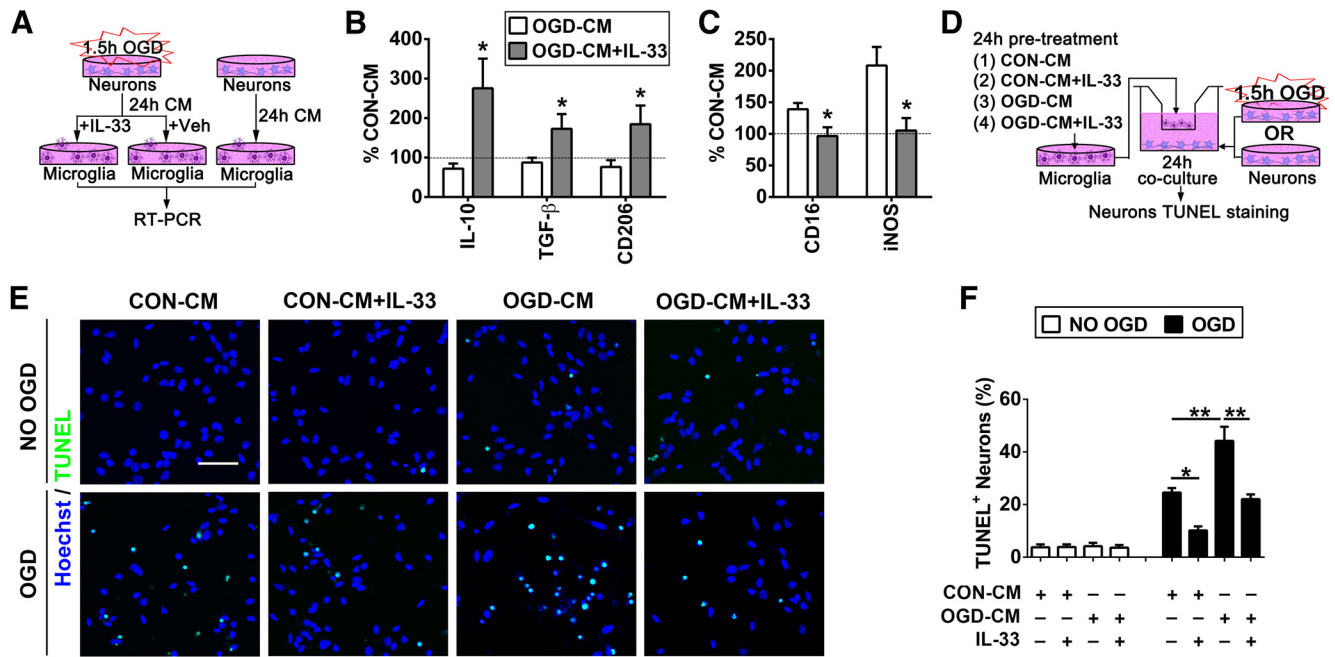 A
1.5h OGD
Neurons
Neurons
24h CM
+IL-33
+Veh
24h CM
Microglia
Microglia
Microglia
RT-PCR
B
OGD-CM
OGD-CM+IL-33
% CON-CM
400
300
200
100
0
*
*
*
IL-10
TGF-β
CD206
C
% CON-CM
250
200
150
100
50
0
*
*
CD16
iNOS
D
24h pre-treatment
(1) CON-CM
(2) CON-CM+IL-33
(3) OGD-CM
(4) OGD-CM+IL-33
1.5h OGD
OR
Microglia
24h
co-culture
Neurons
Neurons TUNEL staining
E
CON-CM
CON-CM+IL-33
OGD-CM
OGD-CM+IL-33
NO OGD
OGD
Hoechst / TUNEL
F
NO OGD
OGD
TUNEL+ Neurons (%)
60
40
20
0
** **
*
CON-CM + + – – + + – –
OGD-CM – – + + – – + +
IL-33 – + – + – + – +